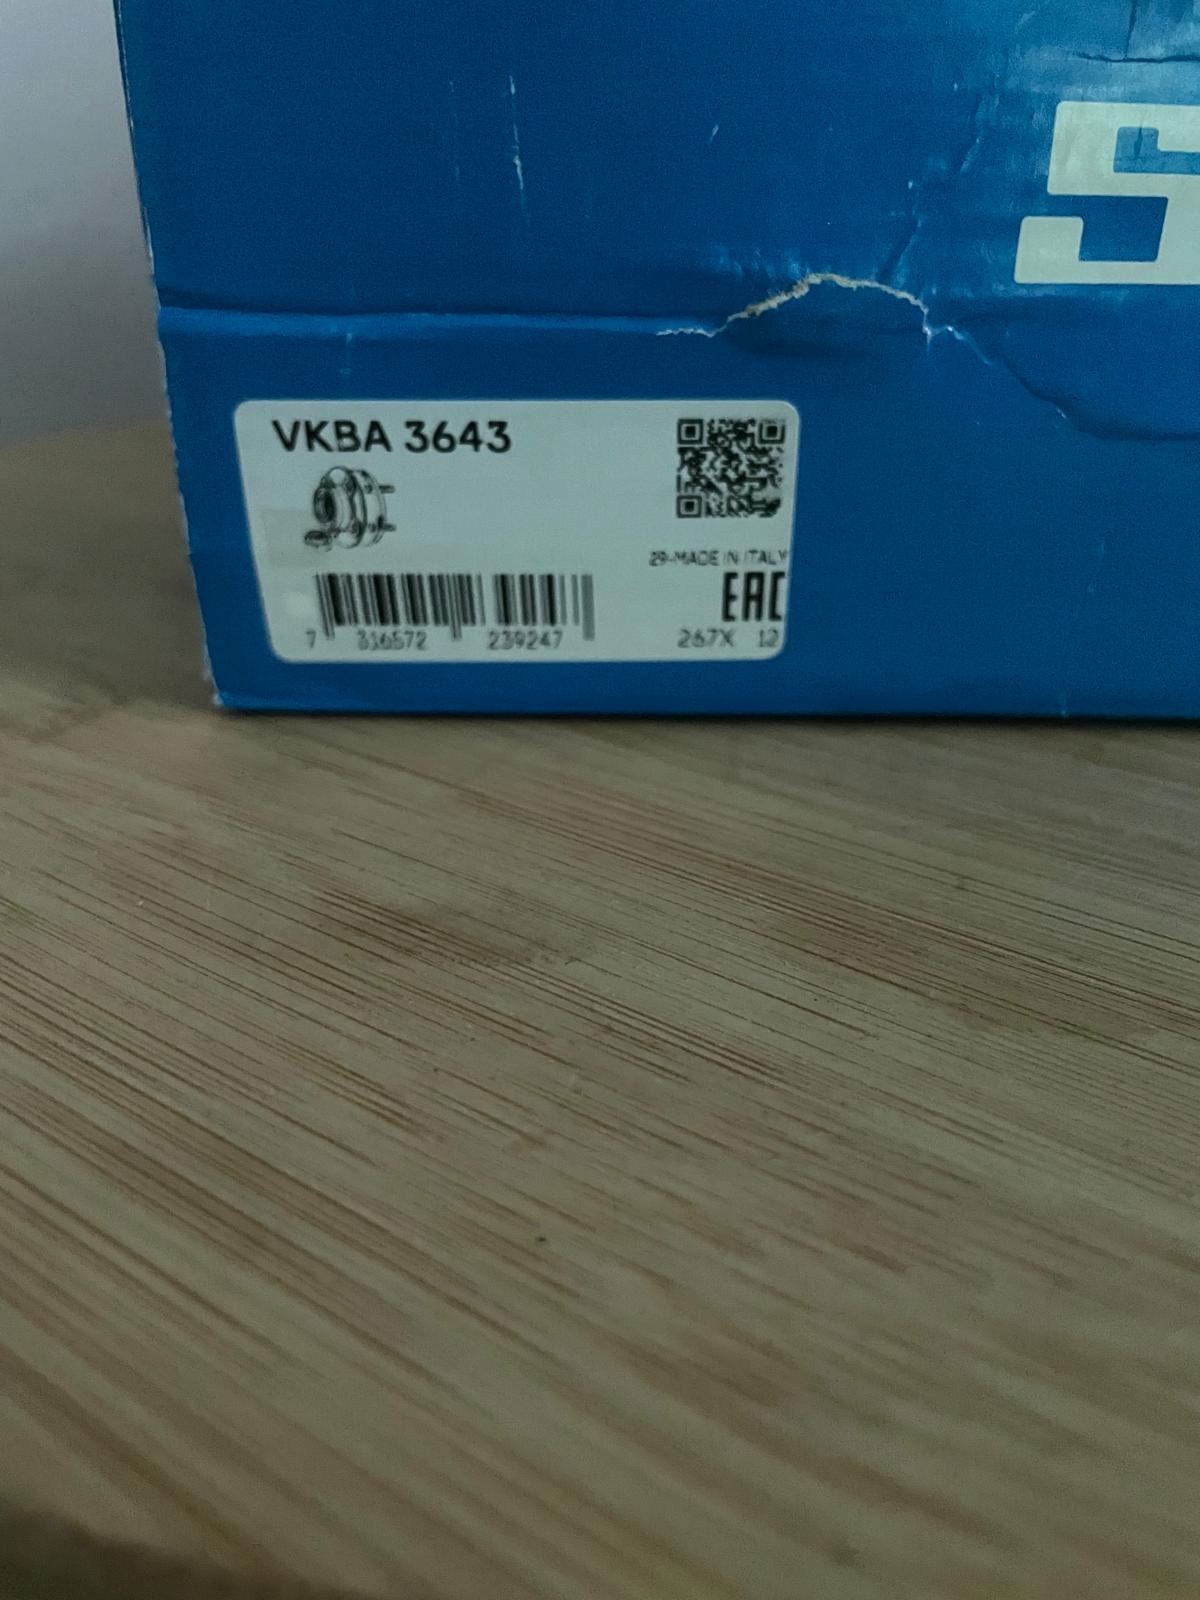 S
VKBA 3643
29-MADE IN ITALY
EAC
7 316572 239247
267X 12